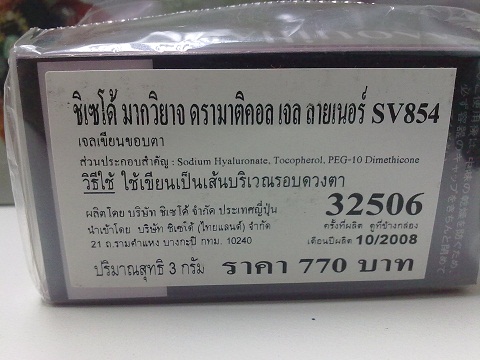 ชิเซโด้ มากวิยาจ ดรามาติคอล เจล ลายเนอร์ SV854
เจลเขียนขอบตา
ส่วนประกอบสำคัญ : Sodium Hyaluronate, Tocopherol, PEG-10 Dimethicone
วิธีใช้ ใช้เขียนเป็นเส้นบริเวณรอบดวงตา
ผลิตโดย บริษัท ชิเซโด้ จำกัด ประเทศญี่ปุ่น
32506
นำเข้าโดย บริษัท ชิเซโด้ (ไทยแลนด์) จำกัด
ครั้งที่ผลิต ดูที่ข้างกล่อง
21 ถ.รามคำแหง บางกะปิ กทม. 10240
เดือนปีผลิต 10/2008
ปริมาณสุทธิ 3 กรัม ราคา 770 บาท